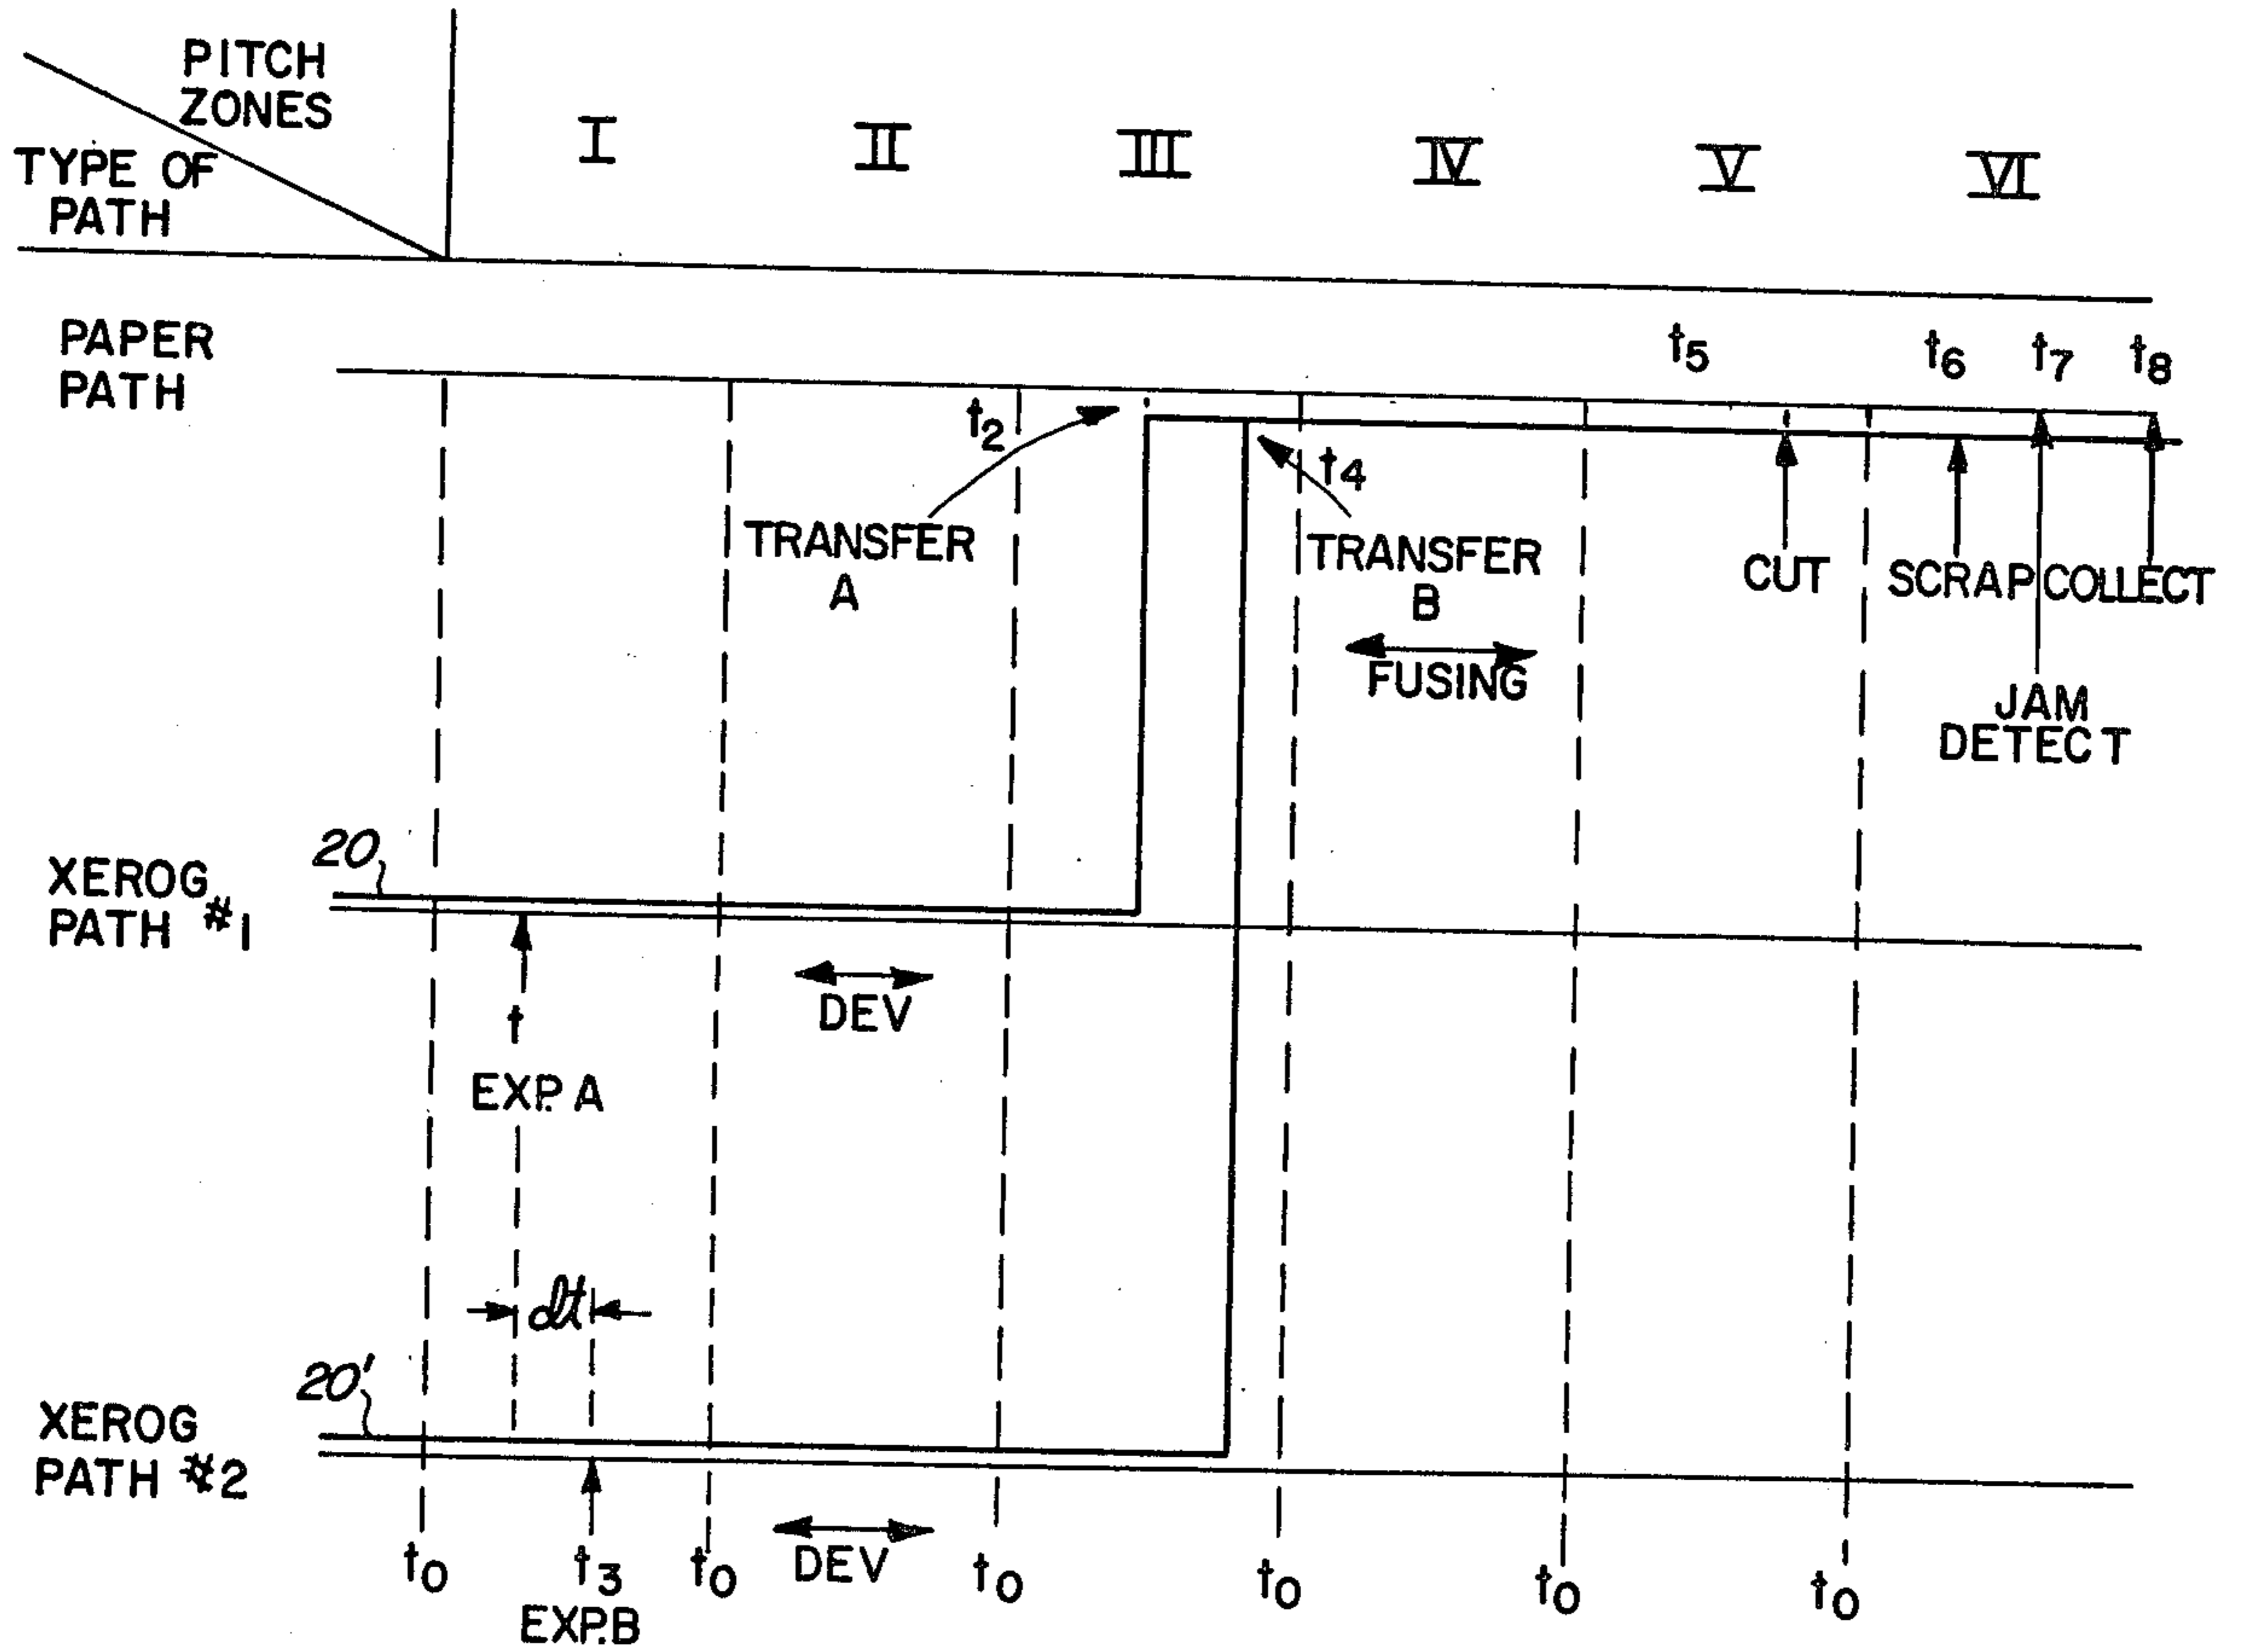 PITCH
ZONES
TYPE OF
PATH
I II III IV V VI
PAPER
PATH
t2
t4
t5 t6 t7 t8
TRANSFER
A
TRANSFER
B
FUSING
CUT
SCRAP
COLLECT
JAM
DETECT
20
XEROG
PATH #1
t
EXP. A
DEV
dt
20'
XEROG
PATH #2
t0 t3 t0 DEV t0 t0 t0 t0
EXP.B